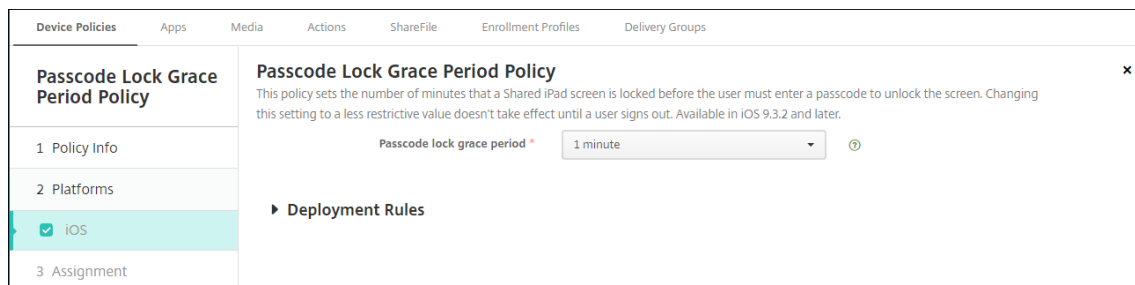 Device Policies Apps Media Actions ShareFile Enrollment Profiles Delivery Groups
Passcode Lock Grace
Period Policy
1 Policy Info
2 Platforms
iOS
3 Assignment
Passcode Lock Grace Period Policy
This policy sets the number of minutes that a Shared iPad screen is locked before the user must enter a passcode to unlock the screen. Changing
this setting to a less restrictive value doesn't take effect until a user signs out. Available in iOS 9.3.2 and later.
Passcode lock grace period * 1 minute
Deployment Rules